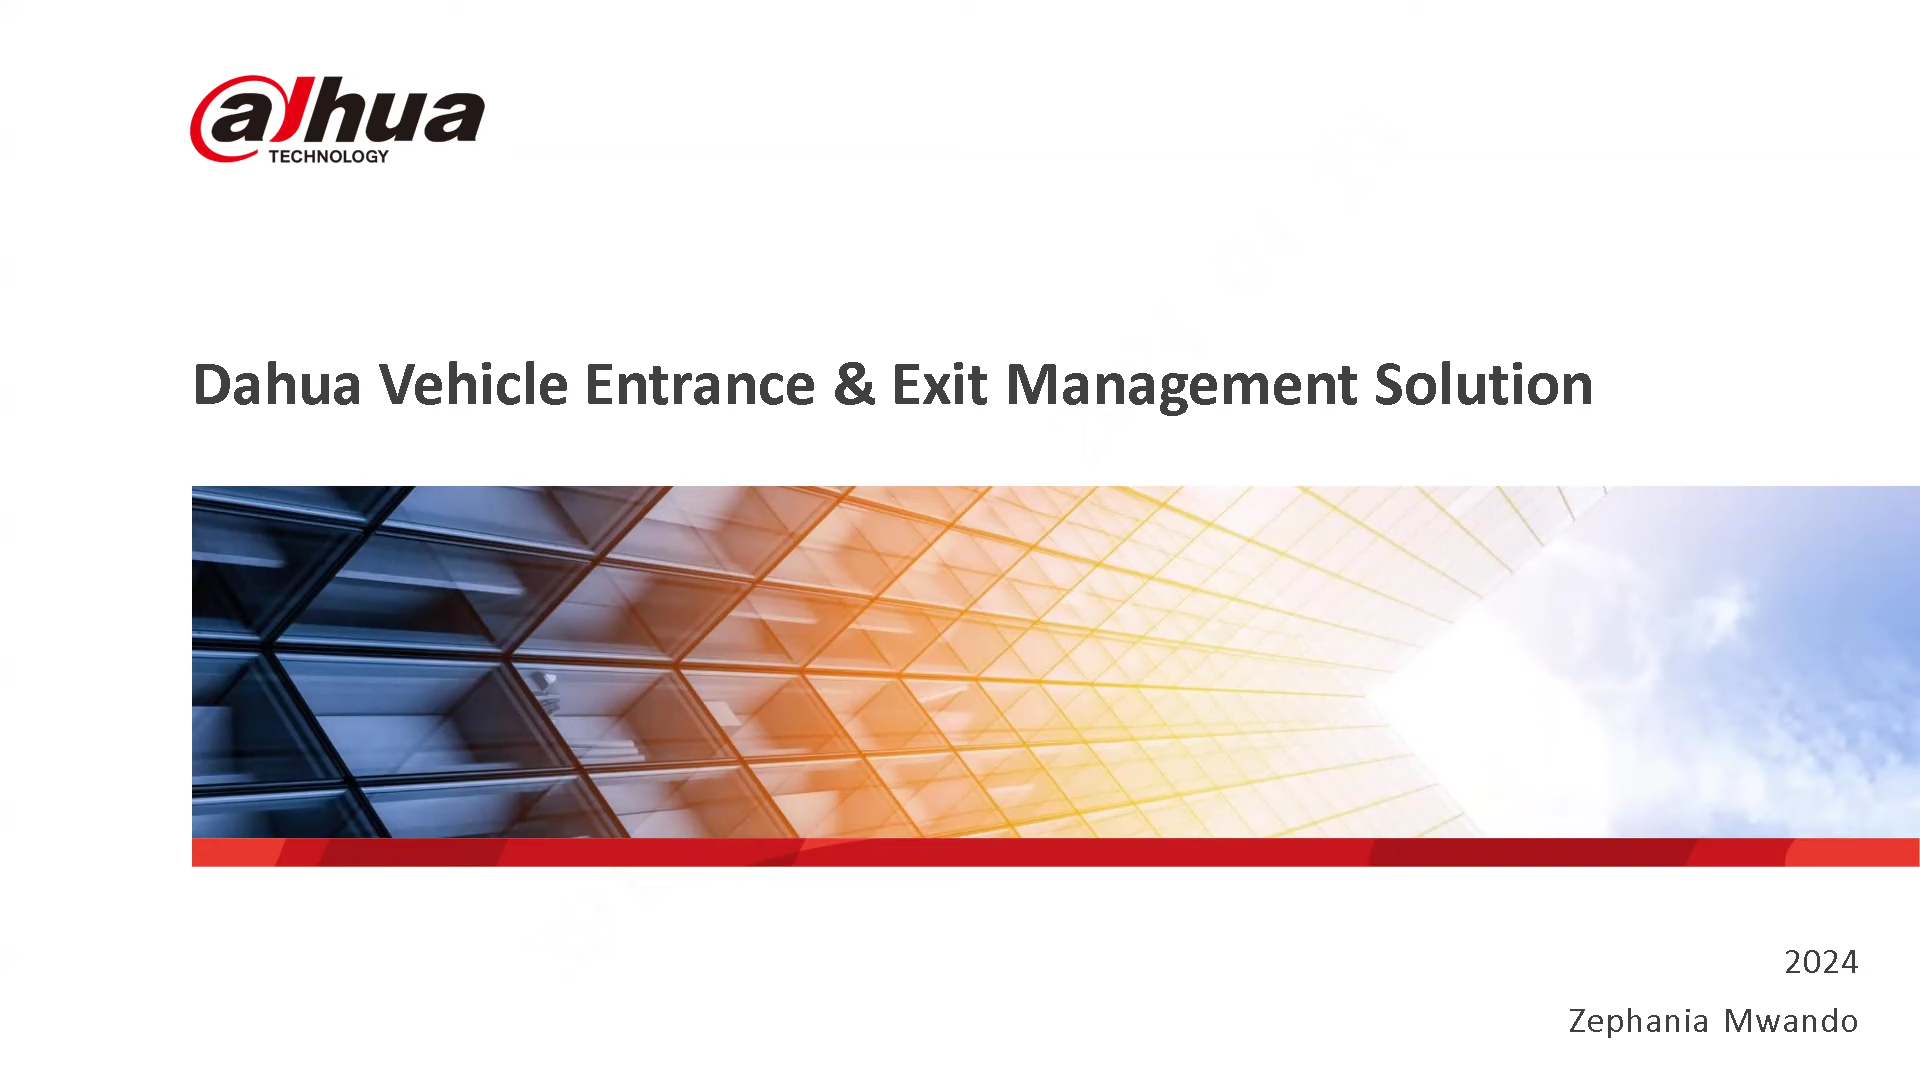 alhua
TECHNOLOGY
Dahua Vehicle Entrance & Exit Management Solution
2024
Zephania Mwando